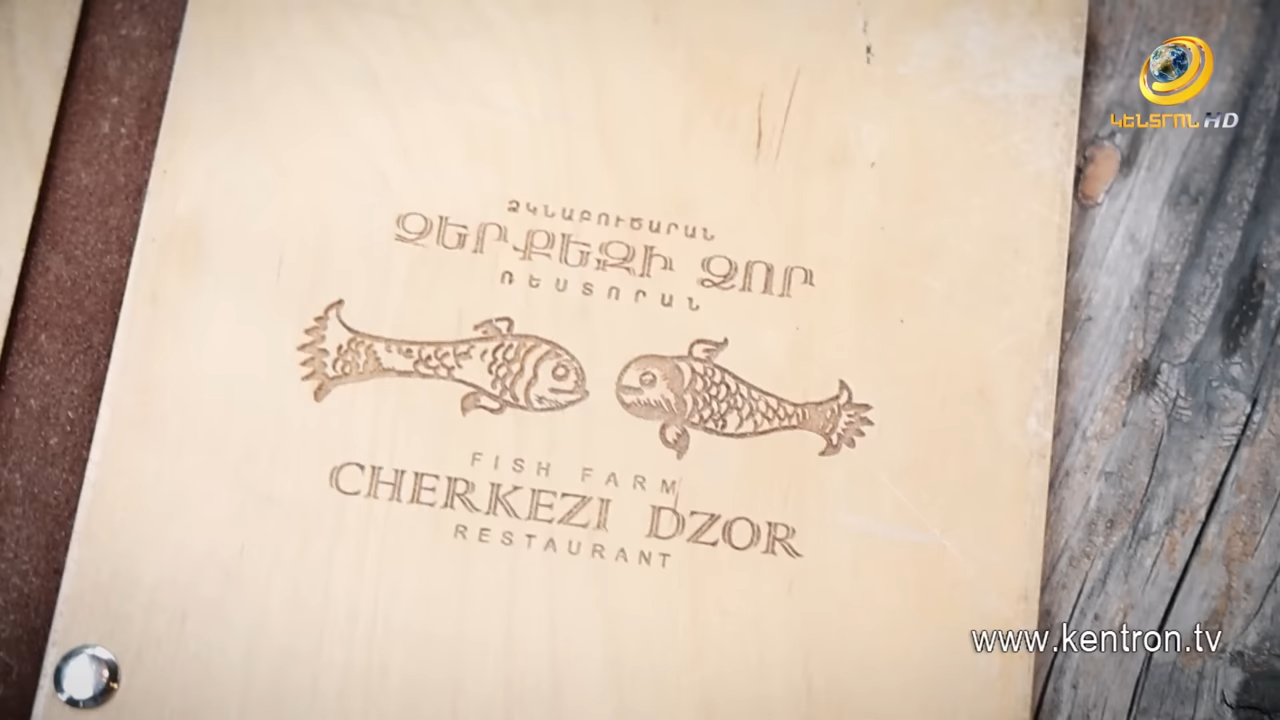 ԿԵՆՏՐՈՆ HD
ՁԿՆԱԲՈՒԾԱՐԱՆ
ՉԵՐՔԵԶԻ ՁՈՐ
ՌԵՍՏՈՐԱՆ
FISH FARM
CHERKEZI DZOR
RESTAURANT
www.kentron.tv